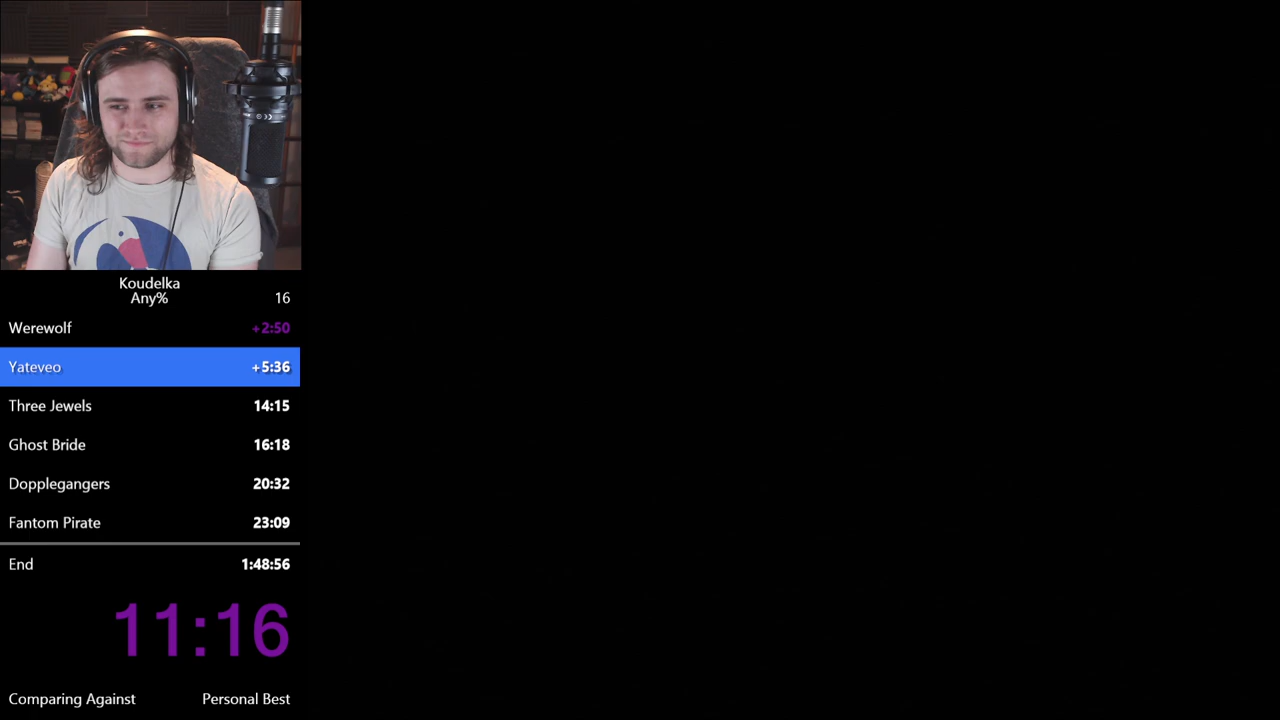 Koudelka
Any% 16
Werewolf +2:50
Yateveo +5:36
Three Jewels 14:15
Ghost Bride 16:18
Dopplegangers 20:32
Fantom Pirate 23:09
End 1:48:56
11:16
Comparing Against Personal Best